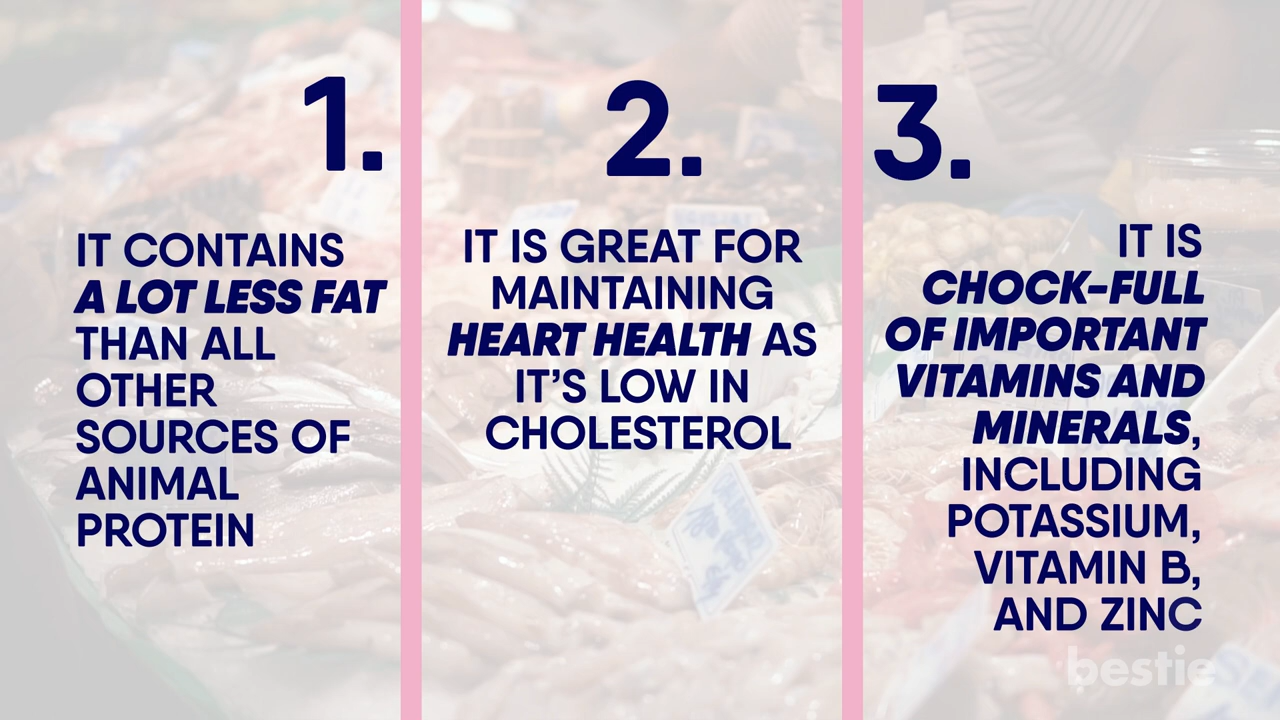 1.
IT CONTAINS
A LOT LESS FAT
THAN ALL
OTHER
SOURCES OF
ANIMAL
PROTEIN
2.
IT IS GREAT FOR
MAINTAINING
HEART HEALTH AS
IT’S LOW IN
CHOLESTEROL
3.
IT IS
CHOCK-FULL
OF IMPORTANT
VITAMINS AND
MINERALS,
INCLUDING
POTASSIUM,
VITAMIN B,
AND ZINC
bestie